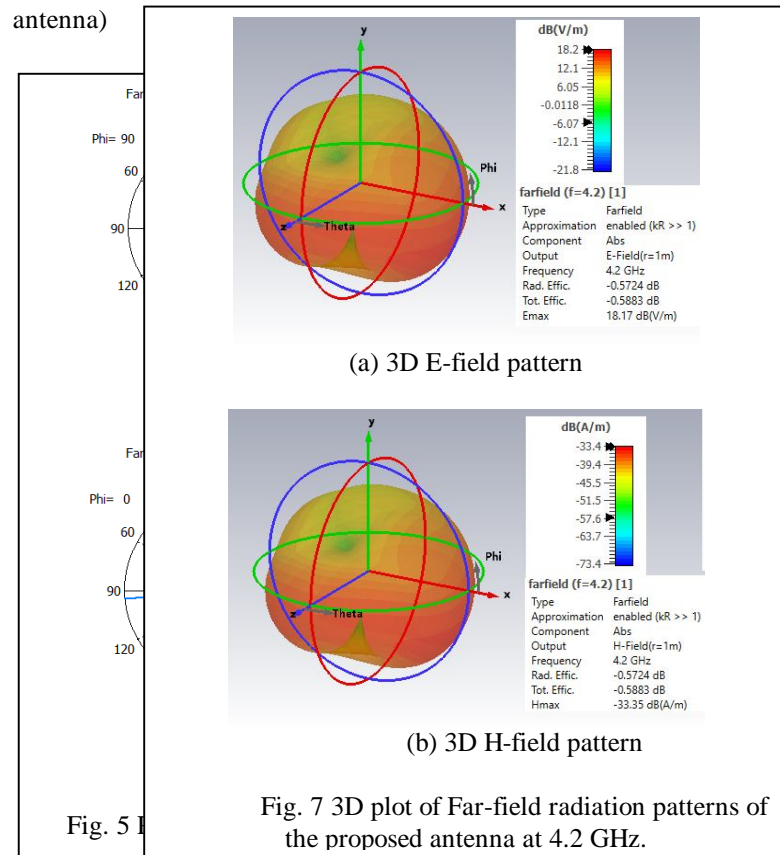 antenna)
Far
Phi= 90
60
90
120
Far
Phi= 0
60
90
120
Fig. 5
y
Phi
x
z
Theta
dB(V/m)
18.2
12.1
6.05
-0.0118
-6.07
-12.1
-21.8
farfield (f=4.2) [1]
Type Farfield
Approximation enabled (kR >> 1)
Component Abs
Output E-Field(r=1m)
Frequency 4.2 GHz
Rad. Effic. -0.5724 dB
Tot. Effic. -0.5883 dB
Emax 18.17 dB(V/m)
(a) 3D E-field pattern
y
Phi
x
z
Theta
dB(A/m)
-33.4
-39.4
-45.5
-51.5
-57.6
-63.7
-73.4
farfield (f=4.2) [1]
Type Farfield
Approximation enabled (kR >> 1)
Component Abs
Output H-Field(r=1m)
Frequency 4.2 GHz
Rad. Effic. -0.5724 dB
Tot. Effic. -0.5883 dB
Hmax -33.35 dB(A/m)
(b) 3D H-field pattern
Fig. 7 3D plot of Far-field radiation patterns of
the proposed antenna at 4.2 GHz.